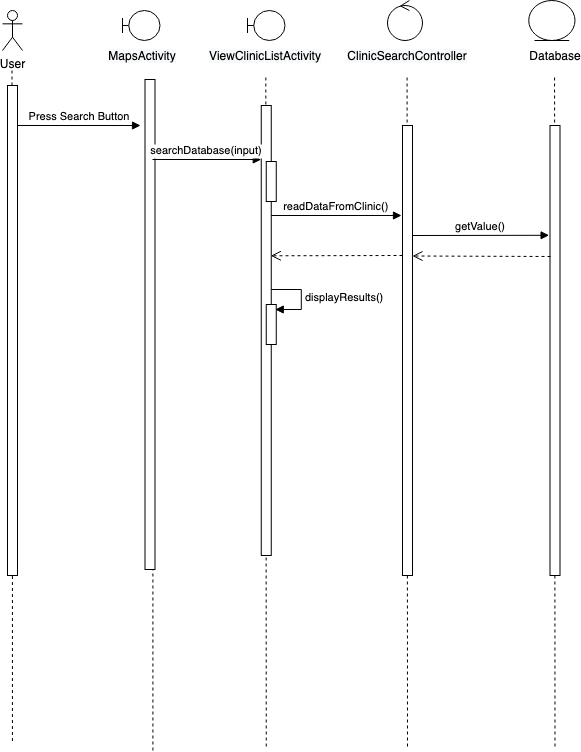 User
MapsActivity
ViewClinicListActivity
ClinicSearchController
Database
Press Search Button
searchDatabase(input)
readDataFromClinic()
getValue()
displayResults()